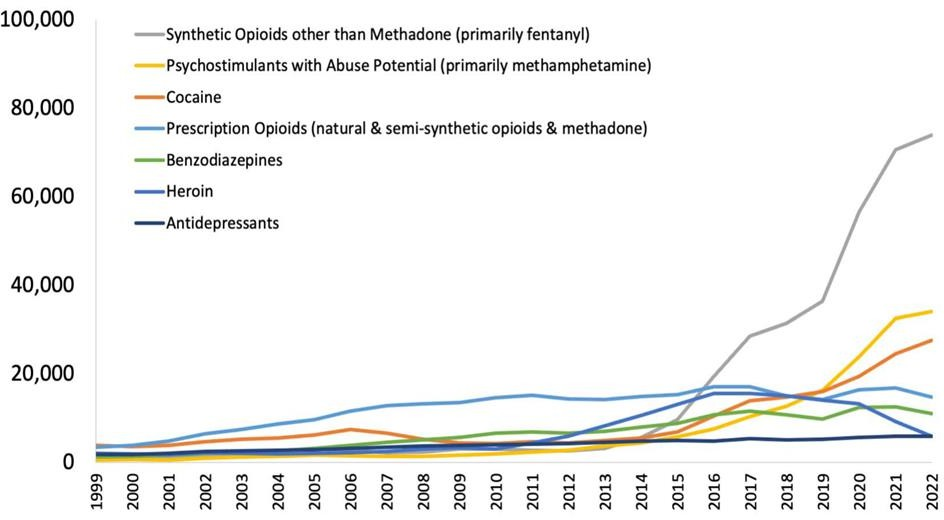 100,000
80,000
60,000
40,000
20,000
0
Synthetic Opioids other than Methadone (primarily fentanyl)
Psychostimulants with Abuse Potential (primarily methamphetamine)
Cocaine
Prescription Opioids (natural & semi-synthetic opioids & methadone)
Benzodiazepines
Heroin
Antidepressants
1999 2000 2001 2002 2003 2004 2005 2006 2007 2008 2009 2010 2011 2012 2013 2014 2015 2016 2017 2018 2019 2020 2021 2022